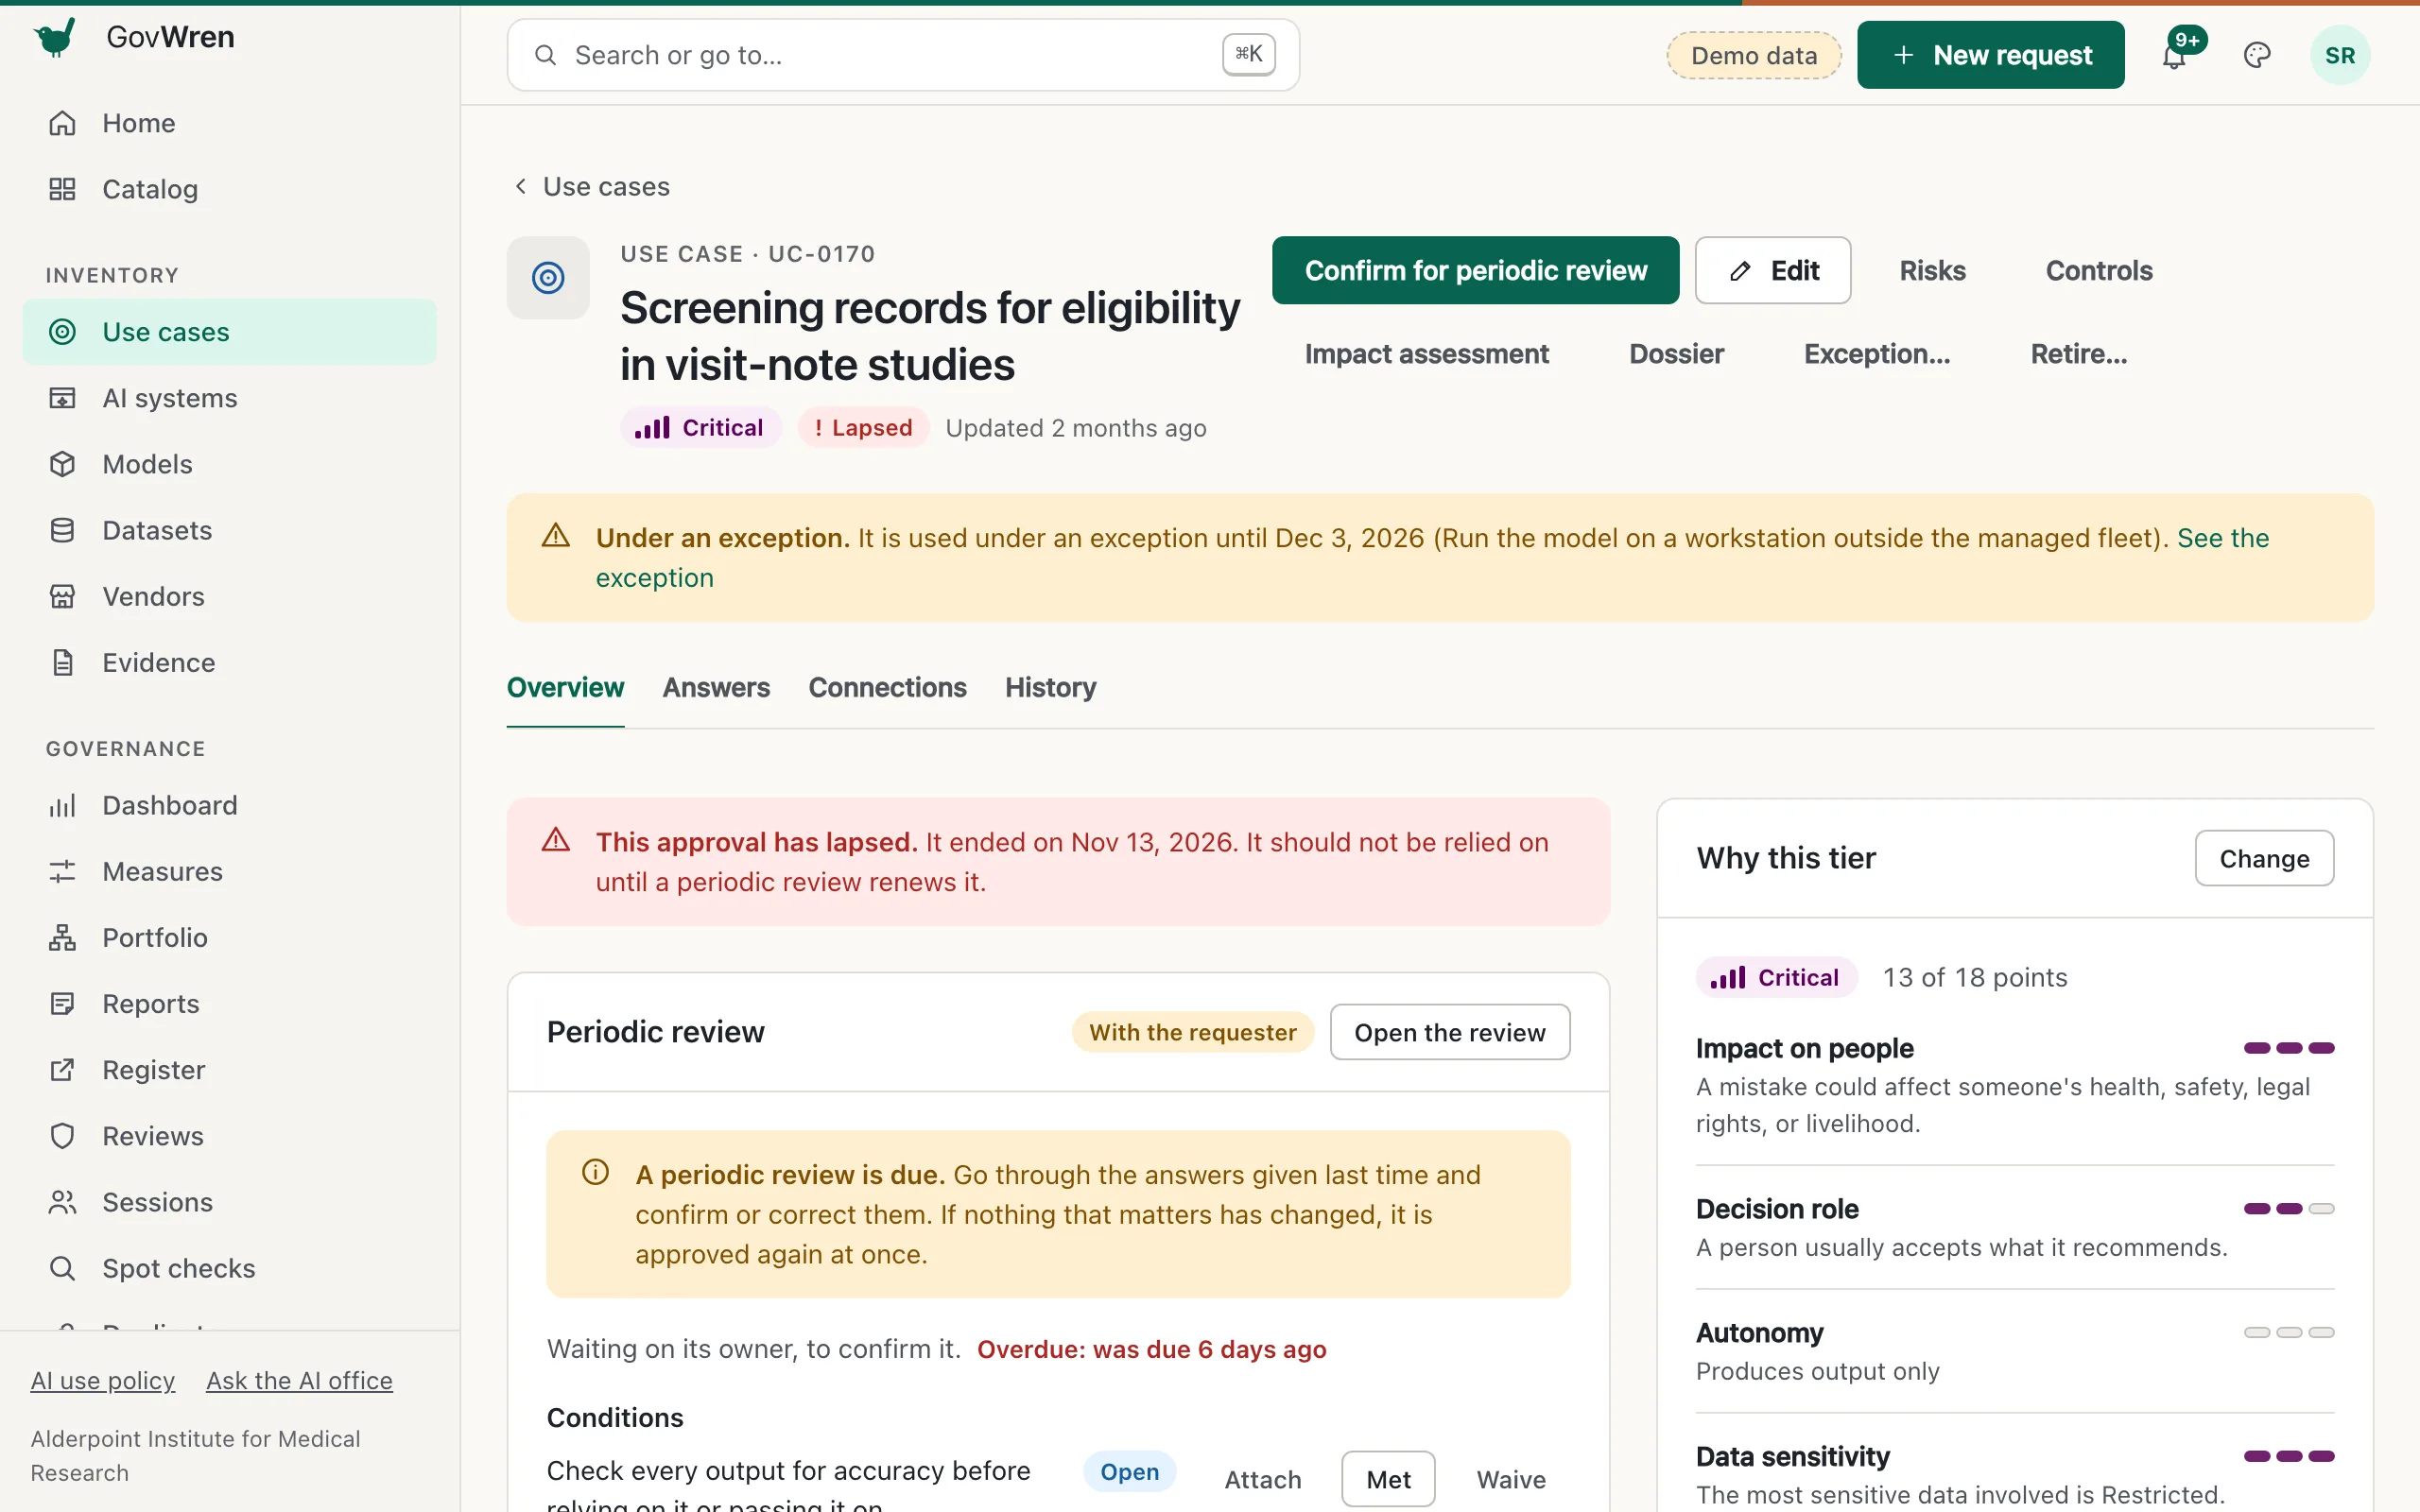 GovWren
Search or go to...
⌘K
Demo data
+ New request
9+
SR
Home
Catalog
INVENTORY
Use cases
AI systems
Models
Datasets
Vendors
Evidence
GOVERNANCE
Dashboard
Measures
Portfolio
Reports
Register
Reviews
Sessions
Spot checks
AI use policy
Ask the AI office
Alderpoint Institute for Medical
Research
Use cases
USE CASE · UC-0170
Screening records for eligibility
in visit-note studies
Critical
! Lapsed
Updated 2 months ago
Confirm for periodic review
Edit
Risks
Controls
Impact assessment
Dossier
Exception...
Retire...
Under an exception. It is used under an exception until Dec 3, 2026 (Run the model on a workstation outside the managed fleet). See the
exception
Overview
Answers
Connections
History
This approval has lapsed. It ended on Nov 13, 2026. It should not be relied on
until a periodic review renews it.
Periodic review
With the requester
Open the review
A periodic review is due. Go through the answers given last time and
confirm or correct them. If nothing that matters has changed, it is
approved again at once.
Waiting on its owner, to confirm it. Overdue: was due 6 days ago
Conditions
Check every output for accuracy before
relying on it or passing it on
Open
Attach
Met
Waive
Why this tier
Change
Critical
13 of 18 points
Impact on people
A mistake could affect someone's health, safety, legal
rights, or livelihood.
Decision role
A person usually accepts what it recommends.
Autonomy
Produces output only
Data sensitivity
The most sensitive data involved is Restricted.